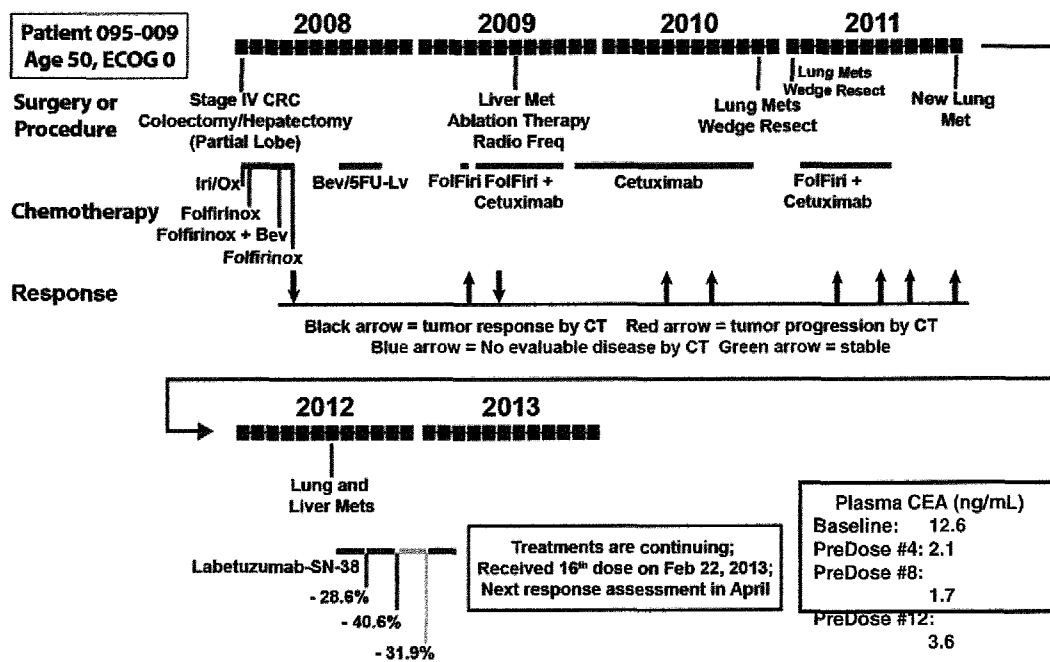 Patient 095-009
Age 50, ECOG 0
2008
2009
2010
2011
Surgery or
Procedure
Stage IV CRC
Coloectomy/Hepatectomy
(Partial Lobe)
Liver Met
Ablation Therapy
Radio Freq
Lung Mets
Wedge Resect
Lung Mets
Wedge Resect
New Lung
Met
Chemotherapy
Iri/Ox
Folfirinox
Folfirinox + Bev
Folfirinox
Bev/5FU-Lv
FolFiri
FolFiri +
Cetuximab
Cetuximab
FolFiri +
Cetuximab
Response
Black arrow = tumor response by CT Red arrow = tumor progression by CT
Blue arrow = No evaluable disease by CT Green arrow = stable
2012
2013
Lung and
Liver Mets
Labetuzumab-SN-38
- 28.6%
- 40.6%
- 31.9%
Treatments are continuing;
Received 16th dose on Feb 22, 2013;
Next response assessment in April
Plasma CEA (ng/mL)
Baseline: 12.6
PreDose #4: 2.1
PreDose #8:
1.7
PreDose #12:
3.6